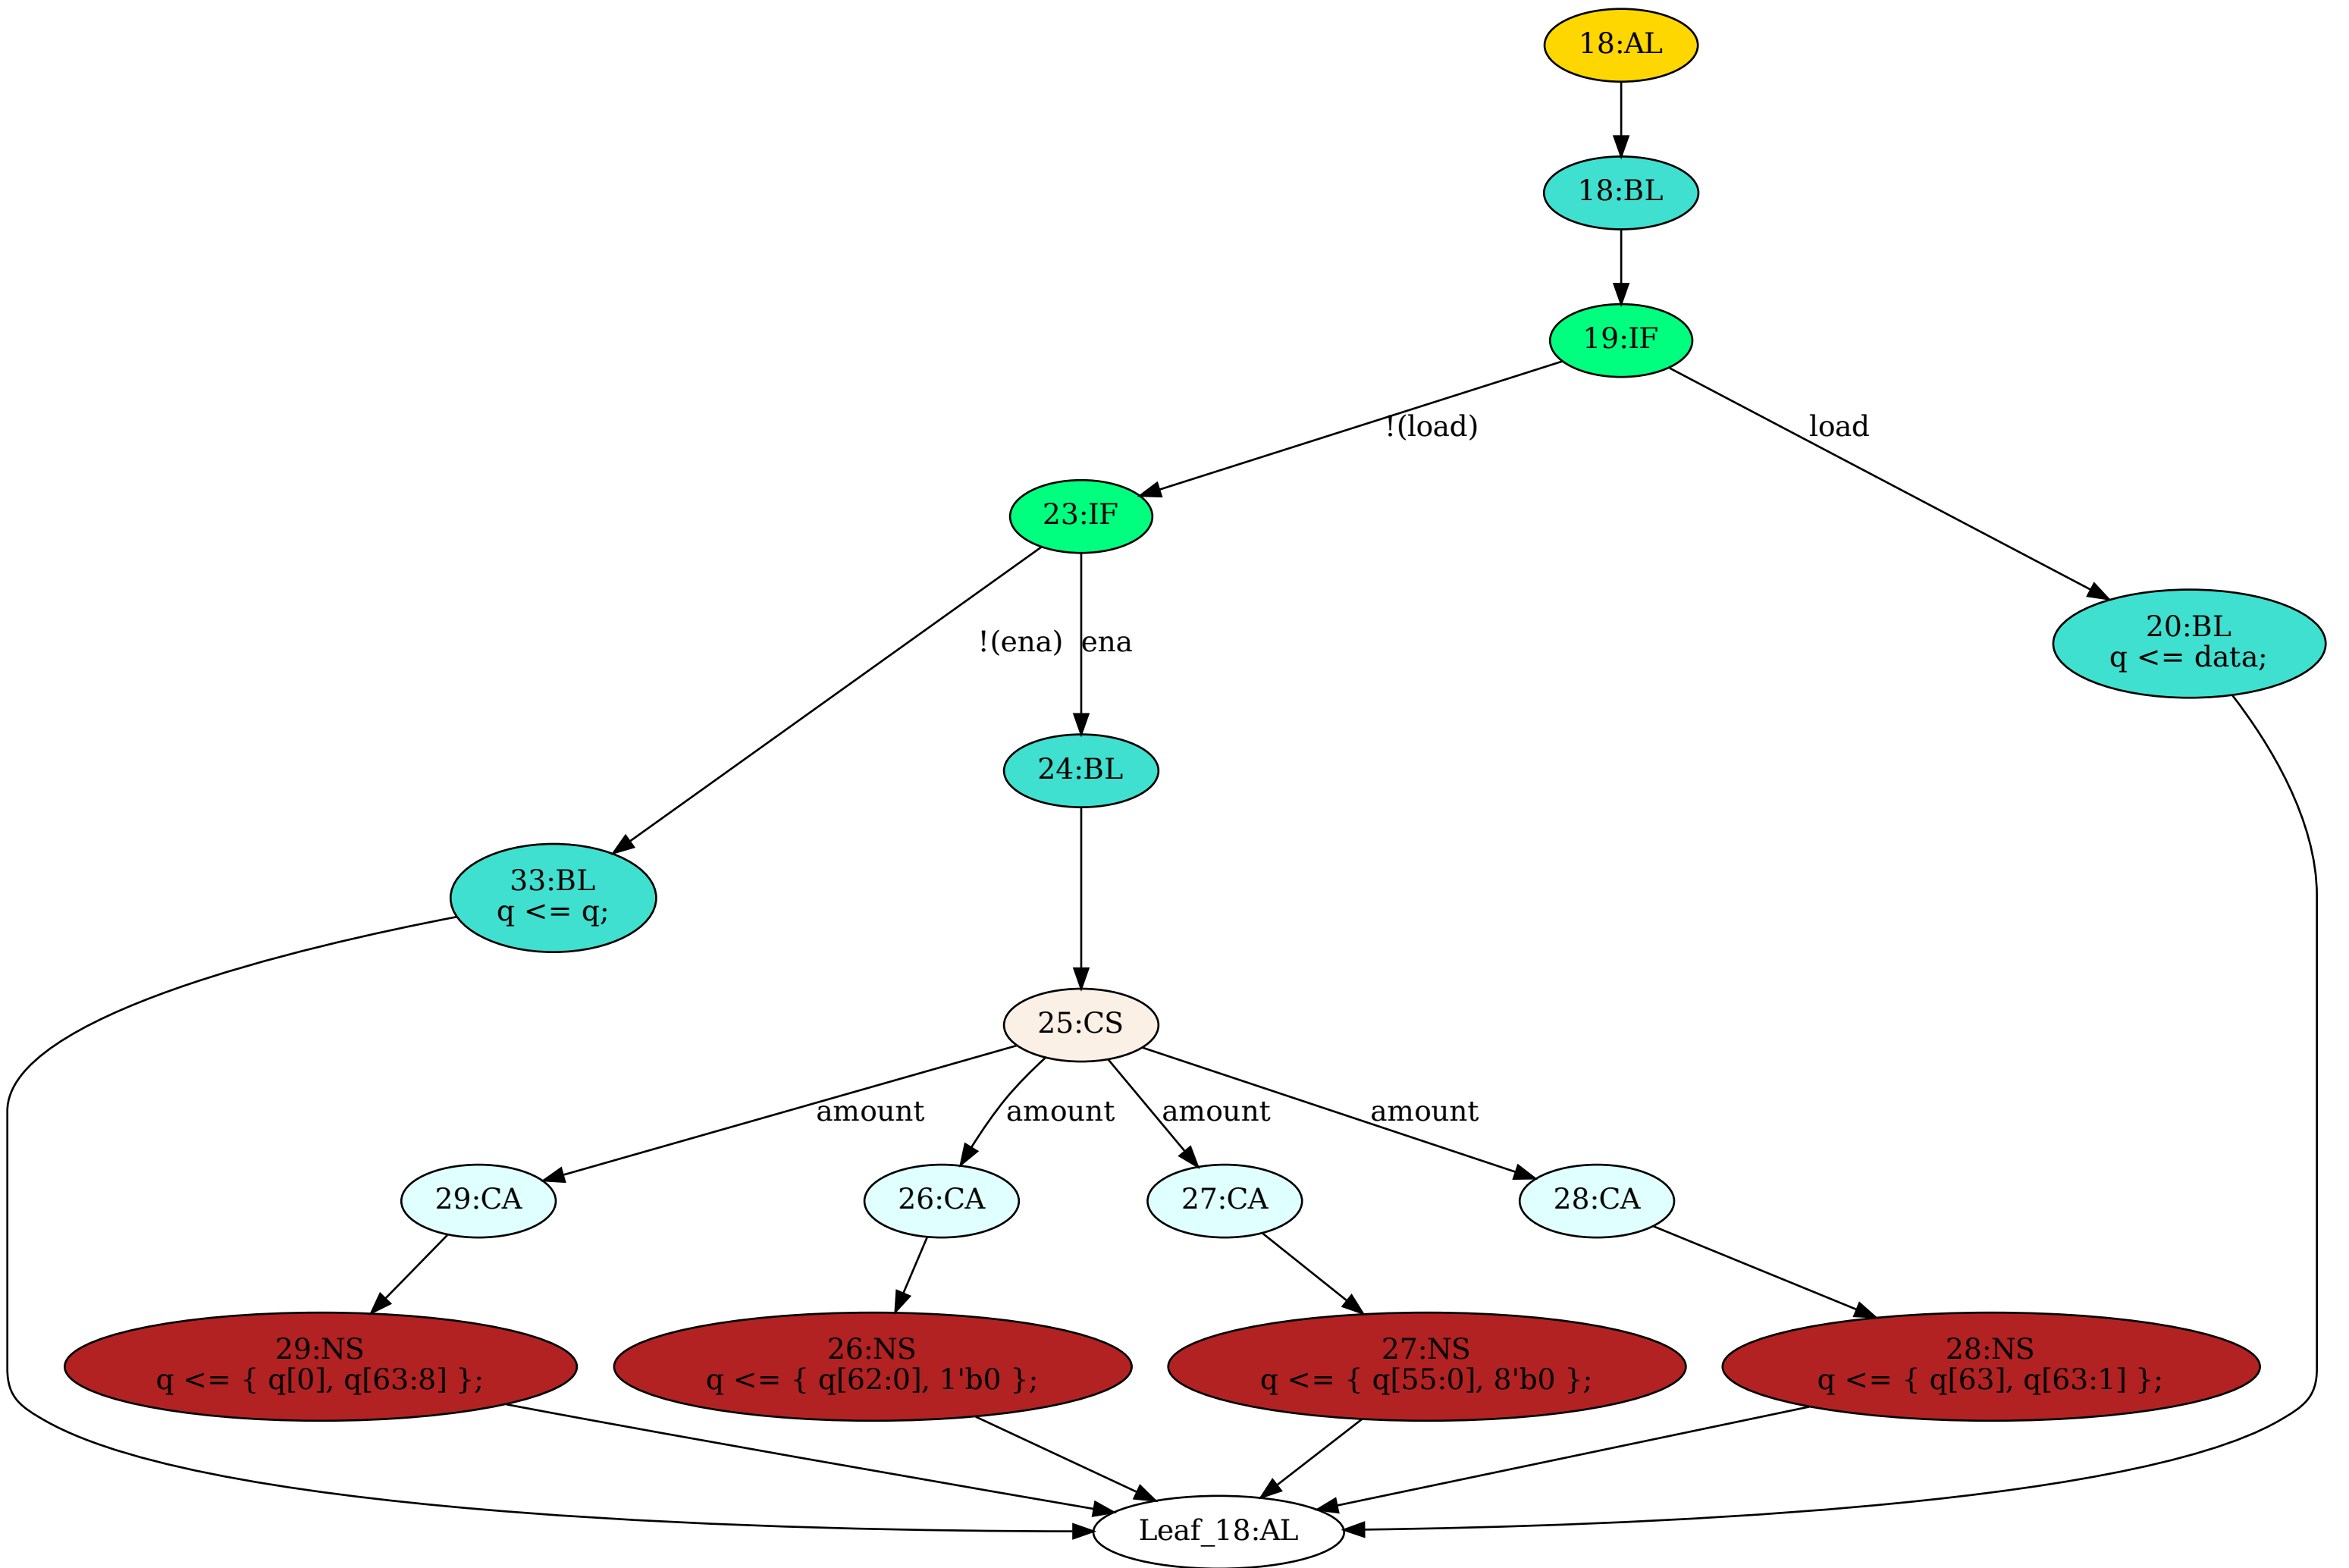 18:AL
18:BL
19:IF
!(load)
load
23:IF
!(ena)
ena
20:BL
q <= data;
24:BL
33:BL
q <= q;
25:CS
amount
amount
amount
amount
29:CA
26:CA
27:CA
28:CA
29:NS
q <= { q[0], q[63:8] };
26:NS
q <= { q[62:0], 1'b0 };
27:NS
q <= { q[55:0], 8'b0 };
28:NS
q <= { q[63], q[63:1] };
Leaf_18:AL